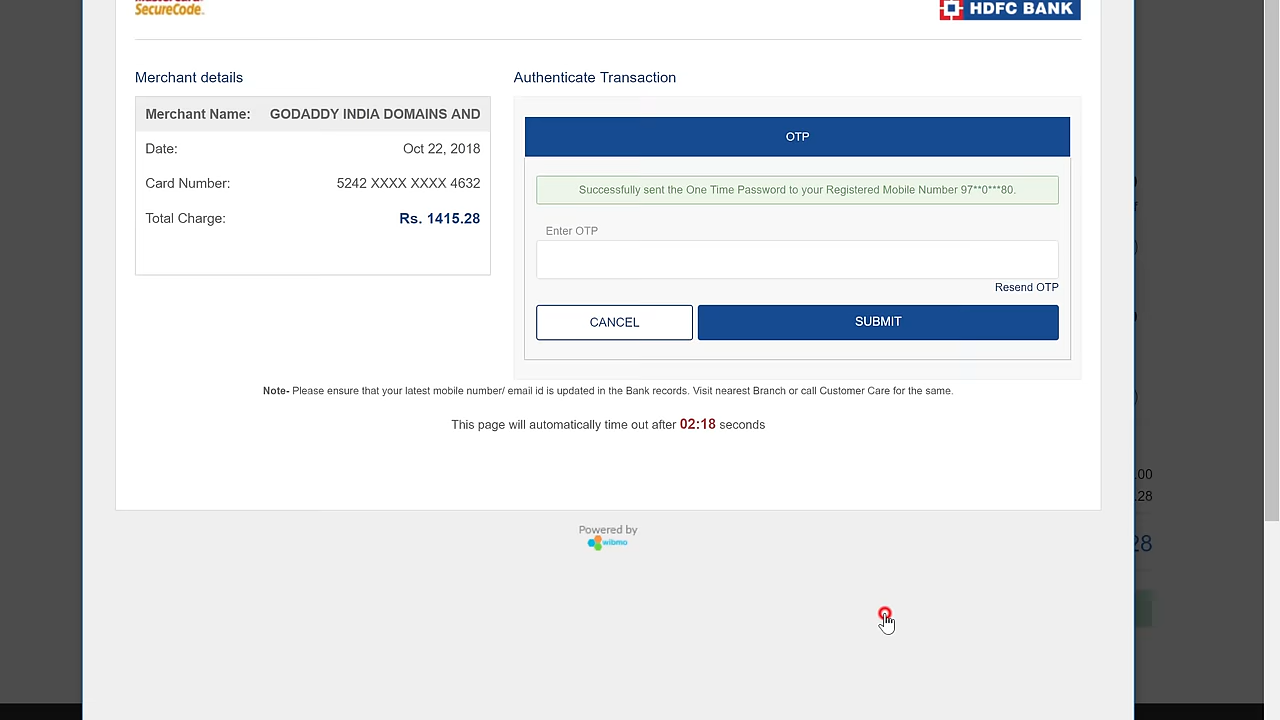 SecureCode.
HDFC BANK
Merchant details
Merchant Name: GODADDY INDIA DOMAINS AND
Date: Oct 22, 2018
Card Number: 5242 XXXX XXXX 4632
Total Charge: Rs. 1415.28
Authenticate Transaction
OTP
Successfully sent the One Time Password to your Registered Mobile Number 97**0***80.
Enter OTP
Resend OTP
CANCEL
SUBMIT
Note- Please ensure that your latest mobile number/ email id is updated in the Bank records. Visit nearest Branch or call Customer Care for the same.
This page will automatically time out after 02:18 seconds
Powered by
wibmo
.00
.28
28